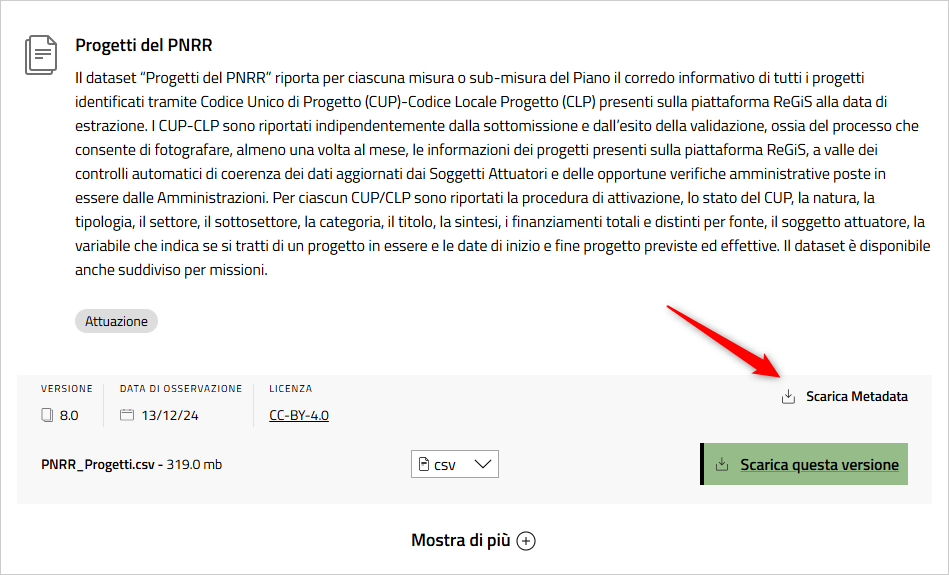 Progetti del PNRR
Il dataset “Progetti del PNRR” riporta per ciascuna misura o sub-misura del Piano il corredo informativo di tutti i progetti
identificati tramite Codice Unico di Progetto (CUP)-Codice Locale Progetto (CLP) presenti sulla piattaforma ReGiS alla data di
estrazione. I CUP-CLP sono riportati indipendentemente dalla sottomissione e dall’esito della validazione, ossia del processo che
consente di fotografare, almeno una volta al mese, le informazioni dei progetti presenti sulla piattaforma ReGiS, a valle dei
controlli automatici di coerenza dei dati aggiornati dai Soggetti Attuatori e delle opportune verifiche amministrative poste in
essere dalle Amministrazioni. Per ciascun CUP/CLP sono riportati la procedura di attivazione, lo stato del CUP, la natura, la
tipologia, il settore, il sottosettore, la categoria, il titolo, la sintesi, i finanziamenti totali e distinti per fonte, il soggetto attuatore, la
variabile che indica se si tratti di un progetto in essere e le date di inizio e fine progetto previste ed effettive. Il dataset è disponibile
anche suddiviso per missioni.
Attuazione
VERSIONE DATA DI OSSERVAZIONE LICENZA
8.0 13/12/24 CC-BY-4.0
Scarica Metadata
PNRR_Progetti.csv - 319.0 mb
csv
Scarica questa versione
Mostra di più